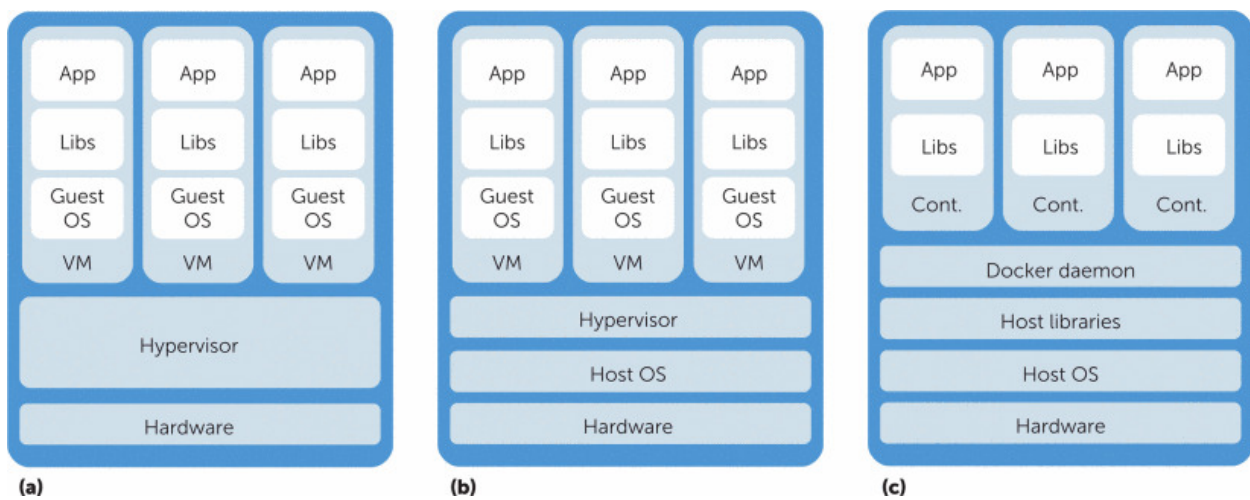 App
App
App
Libs
Libs
Libs
Guest
OS
Guest
OS
Guest
OS
VM
VM
VM
Hypervisor
Hardware
(a)
App
App
App
Libs
Libs
Libs
Guest
OS
Guest
OS
Guest
OS
VM
VM
VM
Hypervisor
Host OS
Hardware
(b)
App
App
App
Libs
Libs
Libs
Cont.
Cont.
Cont.
Docker daemon
Host libraries
Host OS
Hardware
(c)